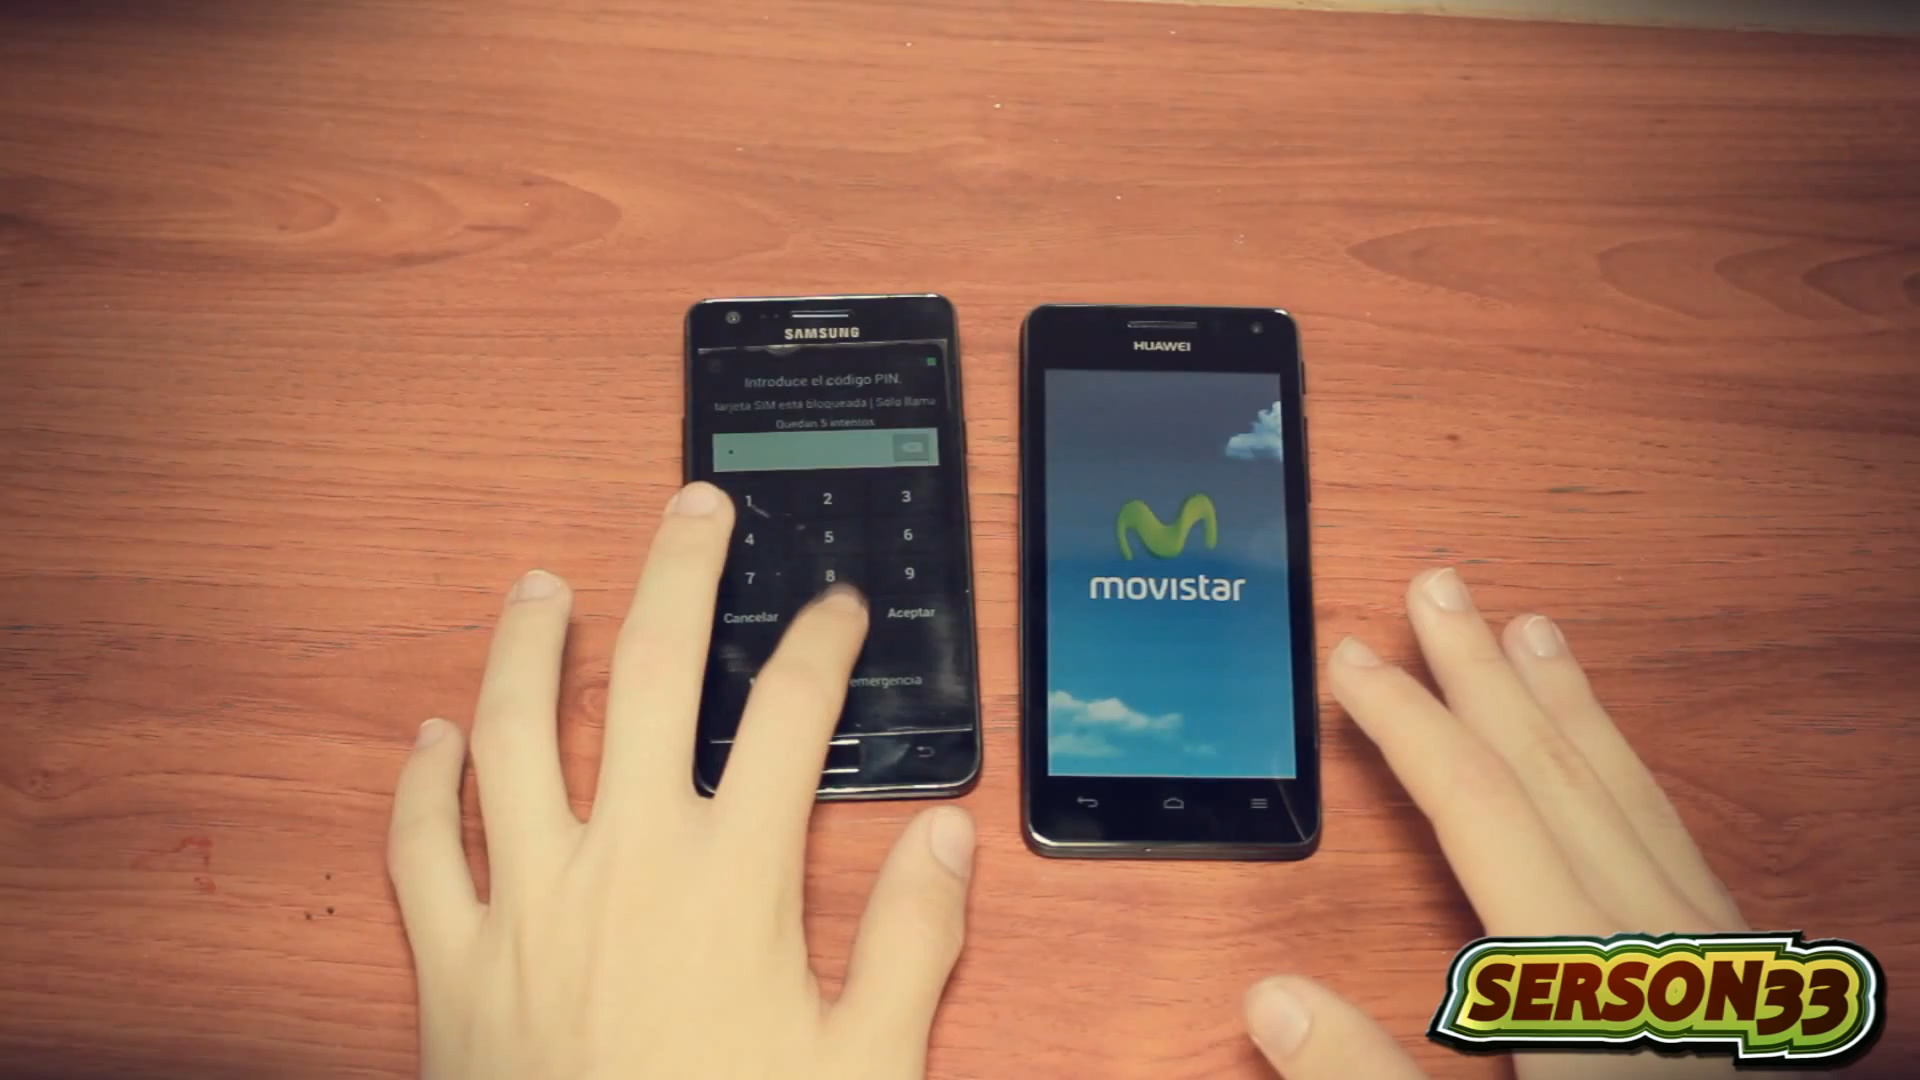 SAMSUNG
Introduce el código PIN.
tarjeta SIM esta bloqueada | Sólo llama
Quedan 5 intentos
1 2 3
4 5 6
7 8 9
Cancelar Aceptar
emergencia
HUAWEI
movistar
SERSON33